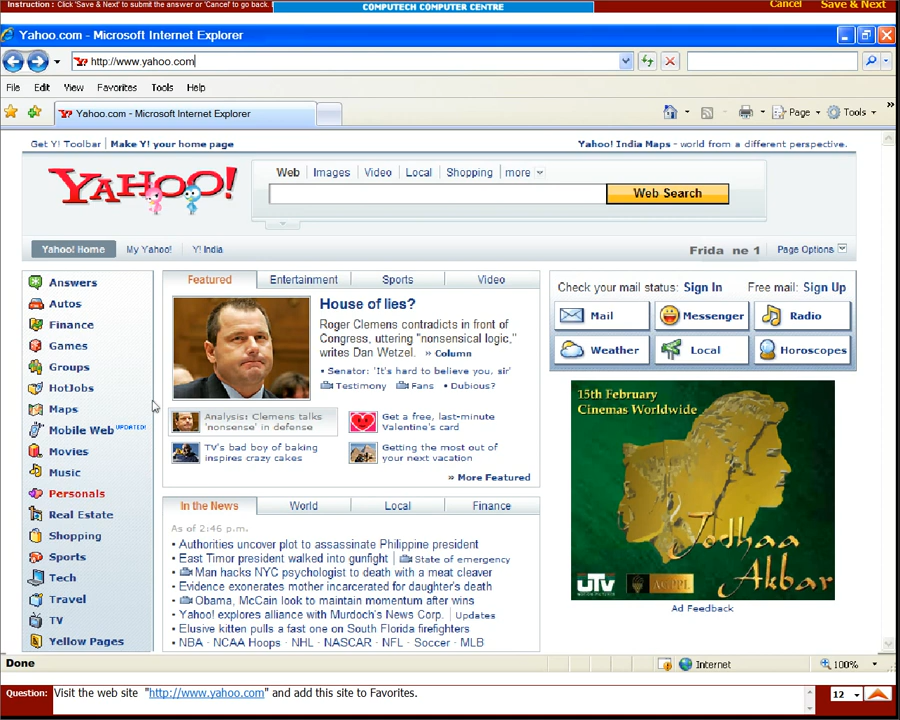 Instruction : Click 'Save & Next' to submit the answer or 'Cancel' to go back.
COMPUTECH COMPUTER CENTRE
Cancel Save & Next
Yahoo.com - Microsoft Internet Explorer
http://www.yahoo.com
File Edit View Favorites Tools Help
Yahoo.com - Microsoft Internet Explorer
Page Tools
Get Y! Toolbar | Make Y! your home page
Yahoo! India Maps - world from a different perspective.
YAHOO!
Web Images Video Local Shopping more
Web Search
Yahoo! Home My Yahoo! Y! India
Frida ne 1 Page Options
Answers
Autos
Finance
Games
Groups
HotJobs
Maps
Mobile Web UPDATED!
Movies
Music
Personals
Real Estate
Shopping
Sports
Tech
Travel
TV
Yellow Pages
Featured Entertainment Sports Video
House of lies?
Roger Clemens contradicts in front of
Congress, uttering "nonsensical logic,"
writes Dan Wetzel. » Column
• Senator: 'It's hard to believe you, sir'
Testimony Fans • Dubious?
Analysis: Clemens talks
'nonsense' in defense
Get a free, last-minute
Valentine's card
TV's bad boy of baking
inspires crazy cakes
Getting the most out of
your next vacation
» More Featured
In the News World Local Finance
As of 2:46 p.m.
• Authorities uncover plot to assassinate Philippine president
• East Timor president walked into gunfight | State of emergency
• Man hacks NYC psychologist to death with a meat cleaver
• Evidence exonerates mother incarcerated for daughter's death
• Obama, McCain look to maintain momentum after wins
• Yahoo! explores alliance with Murdoch's News Corp. | Updates
• Elusive kitten pulls a fast one on South Florida firefighters
• NBA · NCAA Hoops · NHL · NASCAR · NFL · Soccer · MLB
Check your mail status: Sign In Free mail: Sign Up
Mail Messenger Radio
Weather Local Horoscopes
15th February
Cinemas Worldwide
Jodhaa
Akbar
UTV
MOTION PICTURES
AGPPL
Ad Feedback
Done
Internet
100%
Question: Visit the web site "http://www.yahoo.com" and add this site to Favorites.
12